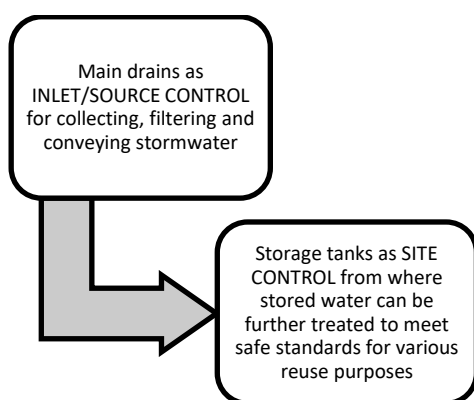 Main drains as
INLET/SOURCE CONTROL
for collecting, filtering and
conveying stormwater
Storage tanks as SITE
CONTROL from where
stored water can be
further treated to meet
safe standards for various
reuse purposes